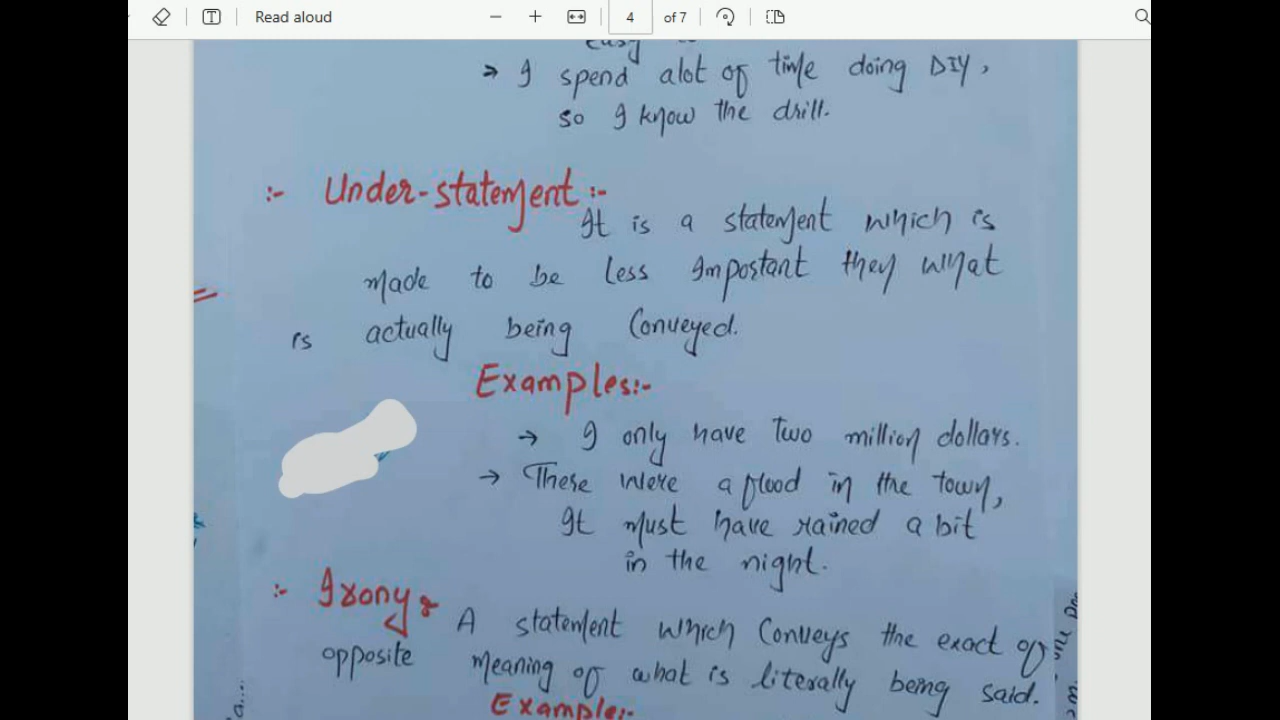 Read aloud
4 of 7
→ I spend alot of time doing DIY,
so I know the drill.
:- Under-statement :-
It is a statement which is
made to be less important they what
is actually being Conveyed.
Examples:-
→ I only have two million dollars.
→ These were a flood in the town,
It must have rained a bit
in the night.
:- Irony
A statement which Conveys the exact of
opposite meaning of what is literally being said.
Example:-